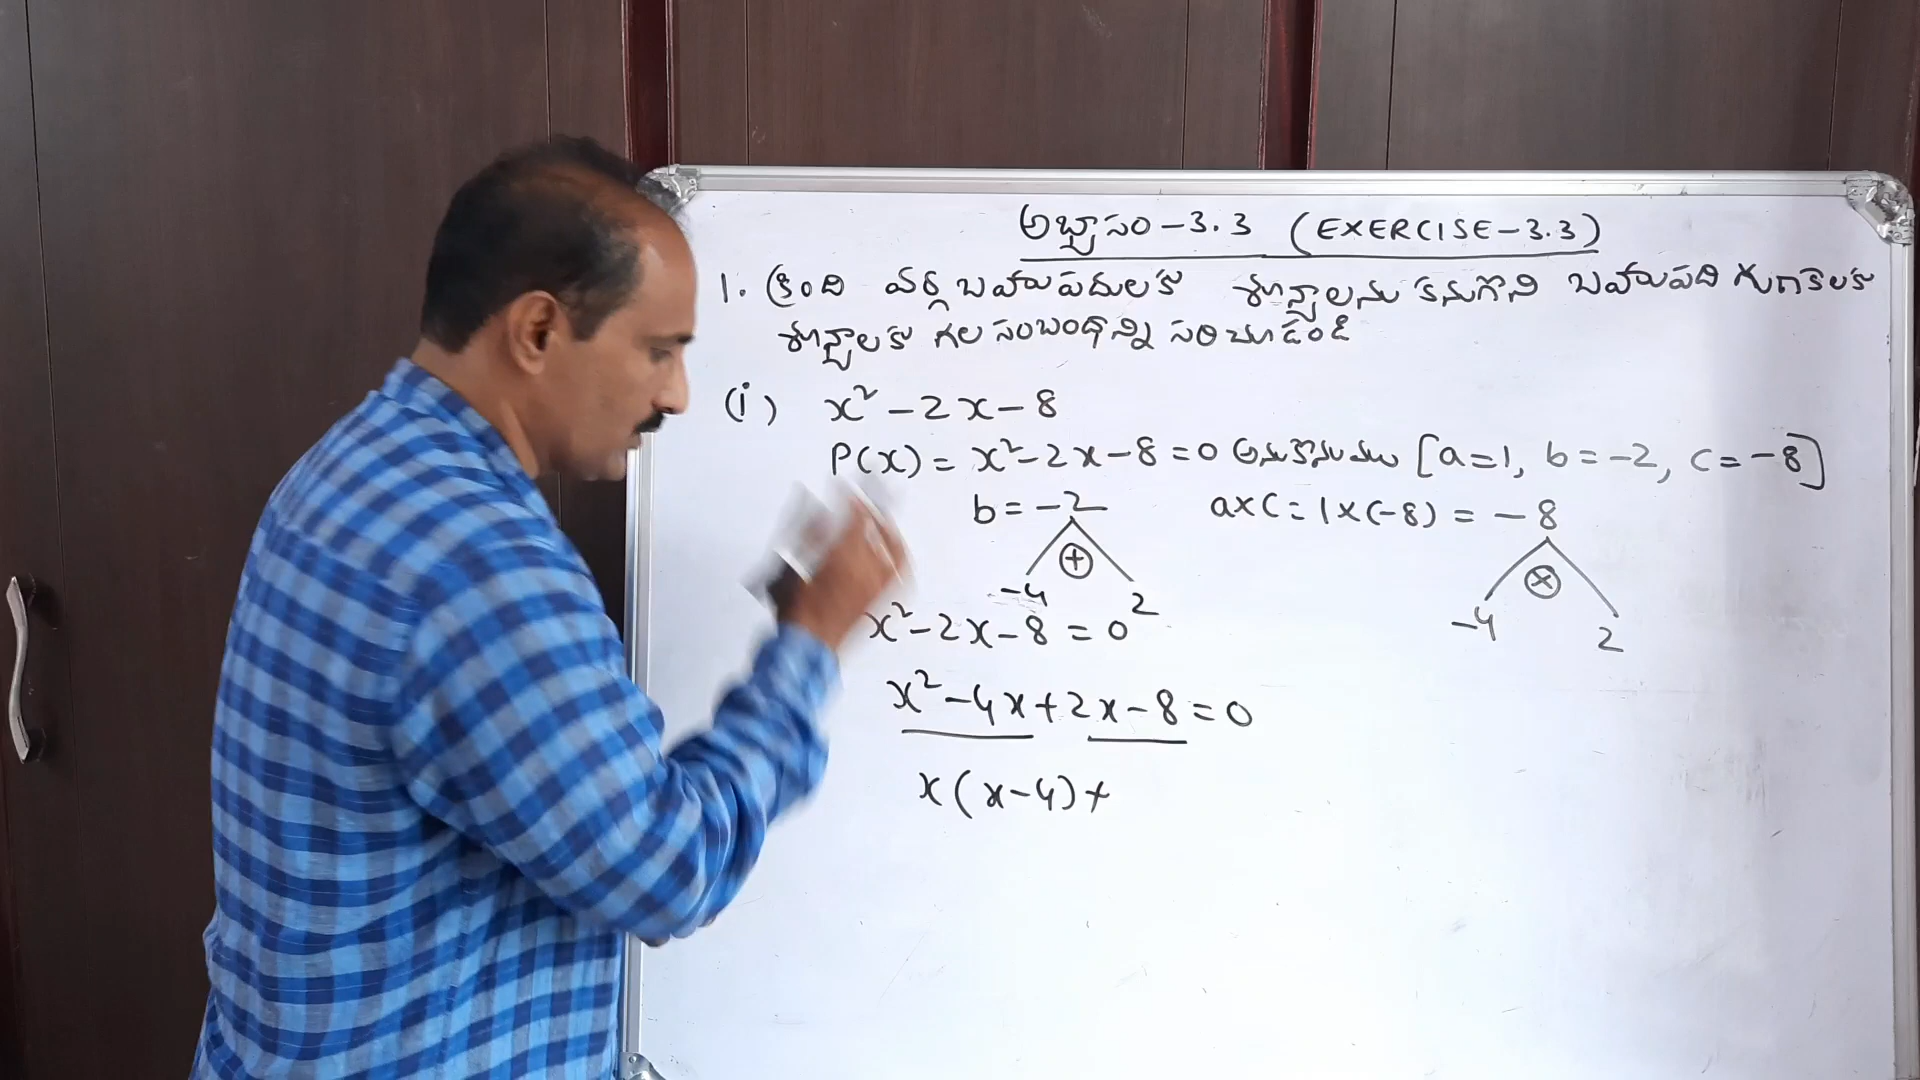 అభ్యాసం-3.3 (EXERCISE-3.3)
1. క్రింది వర్గ బహుపదులకు శూన్యాలను కనుగొని బహుపది గుణకాలకు
శూన్యాలకు గల సంబంధాన్ని సరిచూడండి
(i) x² - 2x - 8
P(x) = x² - 2x - 8 = 0 అనుకొనుము [a=1, b=-2, c=-8]
b = -2 a×c = 1×(-8) = -8
⊕ ⊗
-4 2 -4 2
x² - 2x - 8 = 0
x² - 4x + 2x - 8 = 0
x(x-4)+